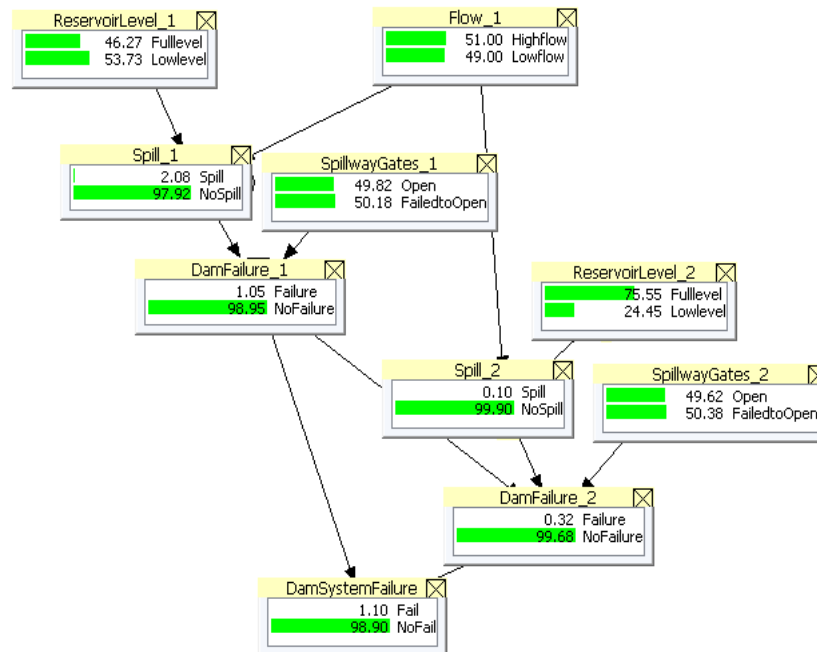 ReservoirLevel_1
46.27 Fulllevel
53.73 Lowlevel
Flow_1
51.00 Highflow
49.00 Lowflow
Spill_1
2.08 Spill
97.92 NoSpill
SpillwayGates_1
49.82 Open
50.18 FailedtoOpen
DamFailure_1
1.05 Failure
98.95 NoFailure
ReservoirLevel_2
75.55 Fulllevel
24.45 Lowlevel
Spill_2
0.10 Spill
99.90 NoSpill
SpillwayGates_2
49.62 Open
50.38 FailedtoOpen
DamFailure_2
0.32 Failure
99.68 NoFailure
DamSystemFailure
1.10 Fail
98.90 NoFail